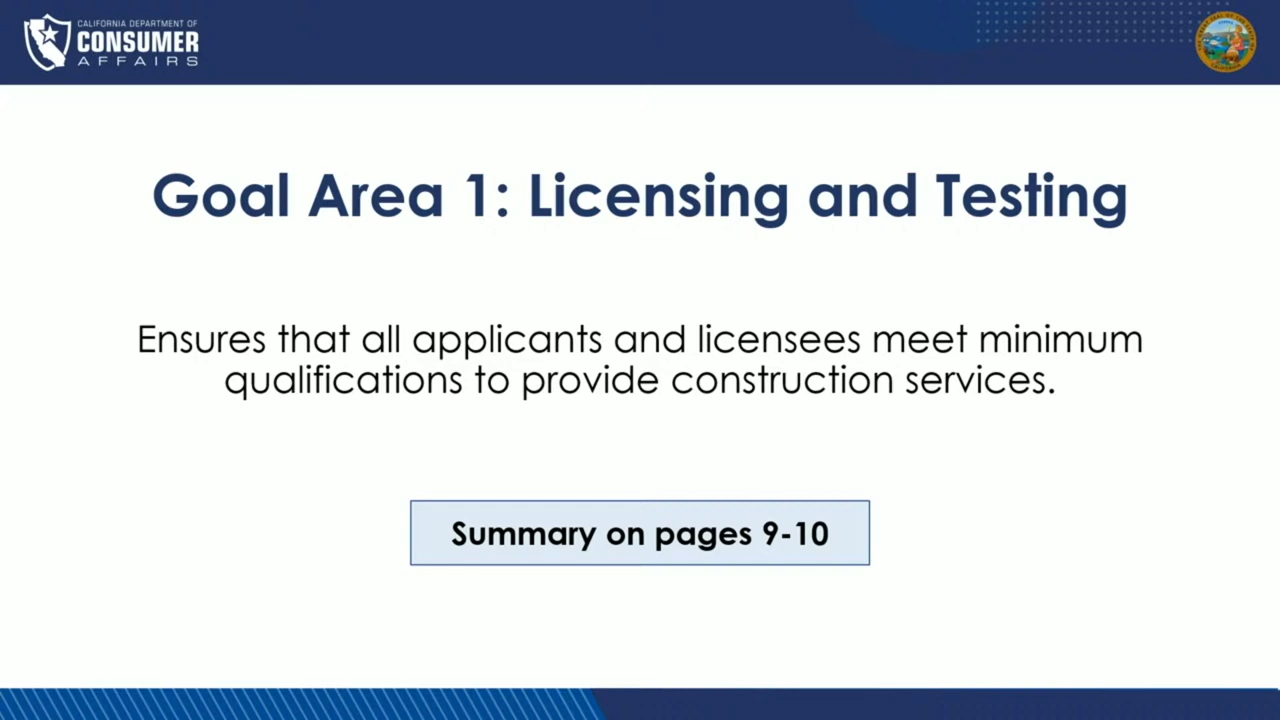 CALIFORNIA DEPARTMENT OF
CONSUMER
AFFAIRS
Goal Area 1: Licensing and Testing
Ensures that all applicants and licensees meet minimum
qualifications to provide construction services.
Summary on pages 9-10